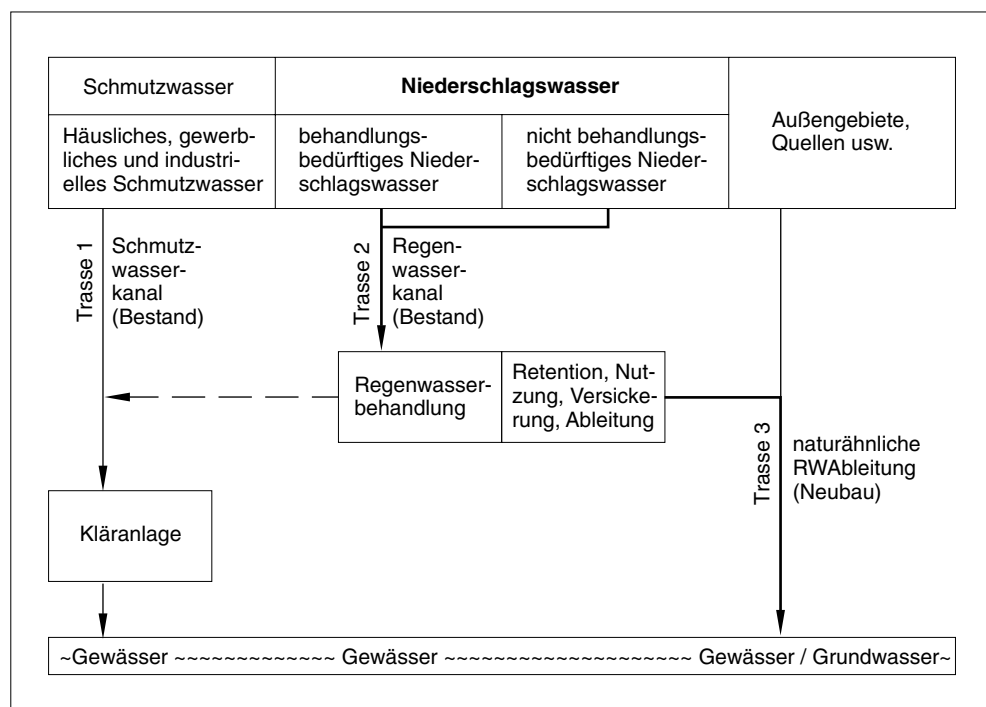 Schmutzwasser
Niederschlagswasser
Außengebiete,
Quellen usw.
Häusliches, gewerb-
liches und industri-
elles Schmutzwasser
behandlungs-
bedürftiges Nieder-
schlagswasser
nicht behandlungs-
bedürftiges Nieder-
schlagswasser
Trasse 1
Schmutz-
wasser-
kanal
(Bestand)
Trasse 2
Regen-
wasser-
kanal
(Bestand)
Regenwasser-
behandlung
Retention, Nut-
zung, Versicke-
rung, Ableitung
Trasse 3
naturähnliche
RWAbleitung
(Neubau)
Kläranlage
~Gewässer ~~~~~~~~~~~~~ Gewässer ~~~~~~~~~~~~~~~~~~~~ Gewässer / Grundwasser~